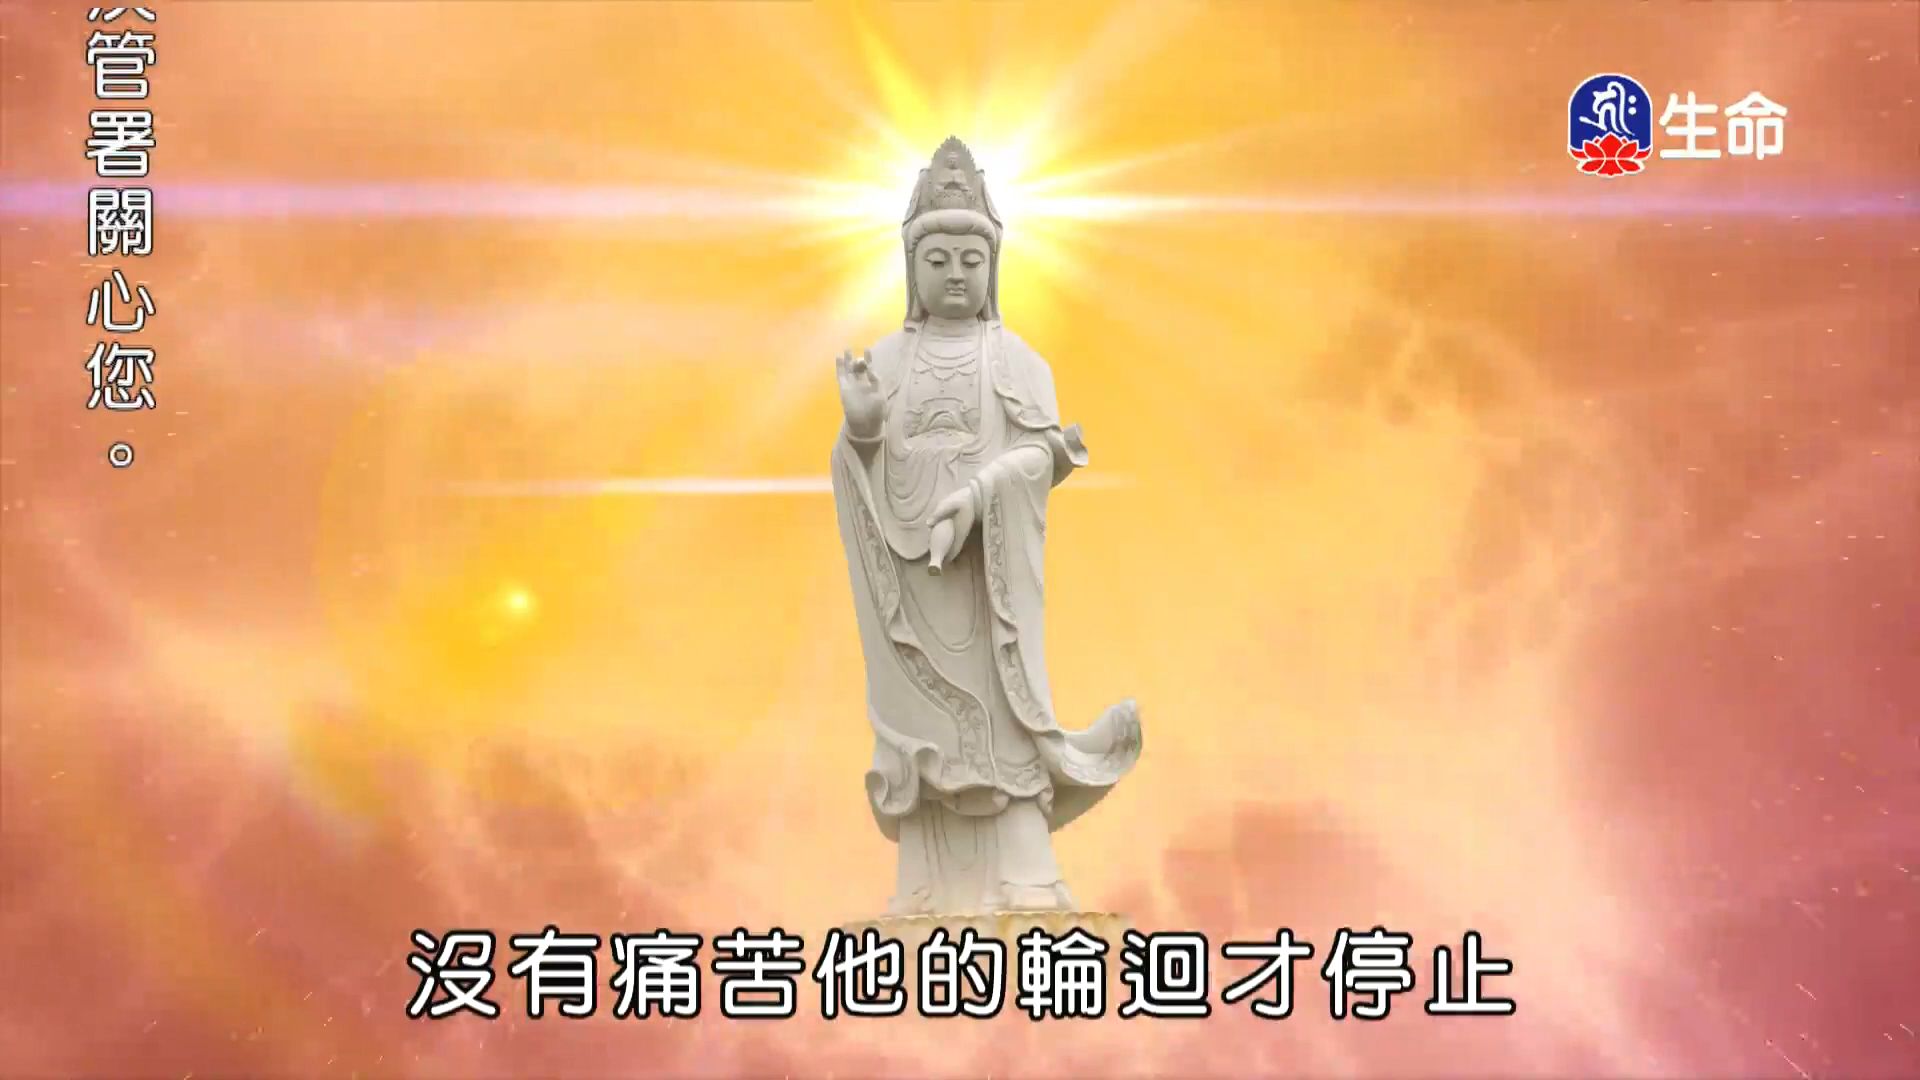 管署關心您。
生命
沒有痛苦他的輪迴才停止